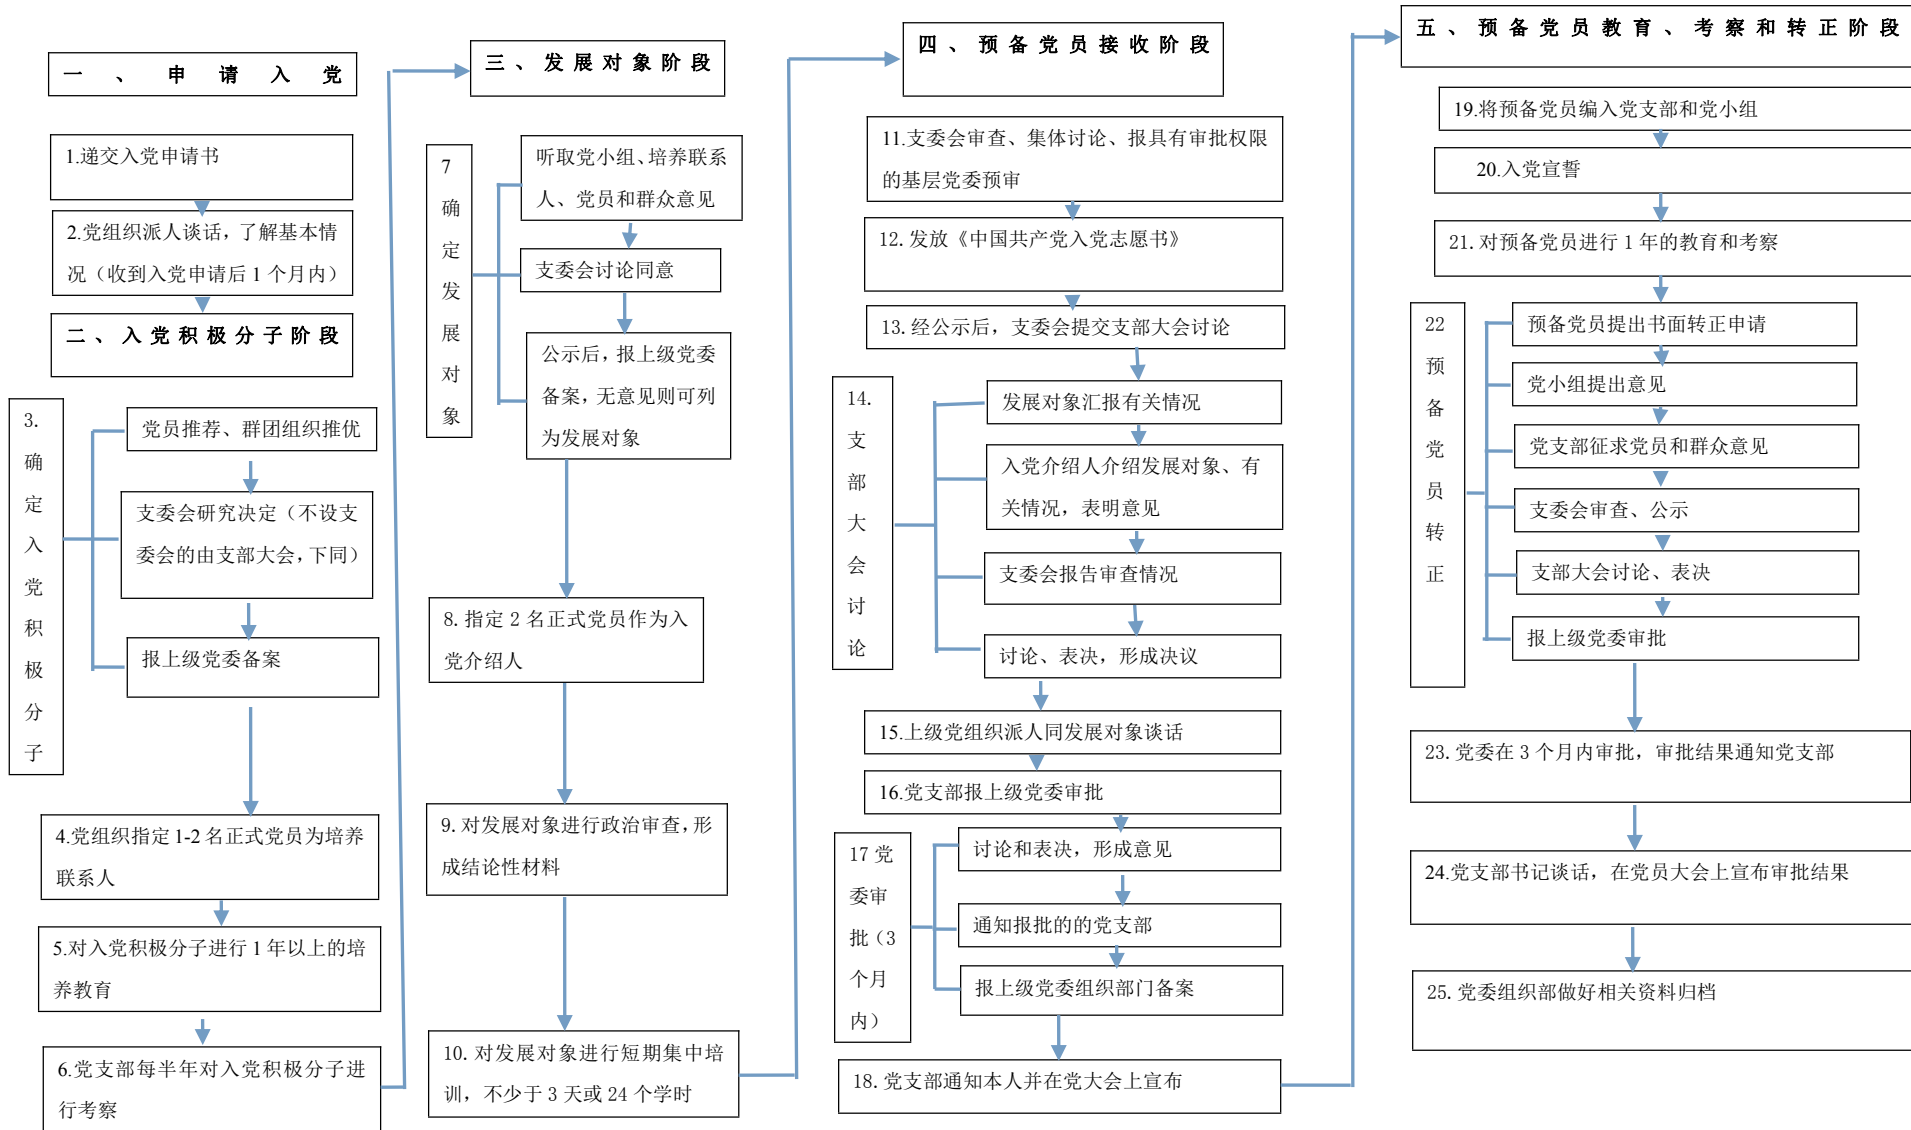 一、申请入党
1.递交入党申请书
2.党组织派人谈话，了解基本情
况（收到入党申请后 1 个月内）
二、入党积极分子阶段
3.
确
定
入
党
积
极
分
子
党员推荐、群团组织推优
支委会研究决定（不设支
委会的由支部大会，下同）
报上级党委备案
4.党组织指定 1-2 名正式党员为培养
联系人
5.对入党积极分子进行 1 年以上的培
养教育
6.党支部每半年对入党积极分子进
行考察
三、发展对象阶段
7
确
定
发
展
对
象
听取党小组、培养联系
人、党员和群众意见
支委会讨论同意
公示后，报上级党委
备案，无意见则可列
为发展对象
8.指定 2 名正式党员作为入
党介绍人
9.对发展对象进行政治审查，形
成结论性材料
10.对发展对象进行短期集中培
训，不少于 3 天或 24 个学时
四、预备党员接收阶段
11.支委会审查、集体讨论、报具有审批权限
的基层党委预审
12.发放《中国共产党入党志愿书》
13.经公示后，支委会提交支部大会讨论
14.
支
部
大
会
讨
论
发展对象汇报有关情况
入党介绍人介绍发展对象、有
关情况，表明意见
支委会报告审查情况
讨论、表决，形成决议
15.上级党组织派人同发展对象谈话
16.党支部报上级党委审批
17 党
委审
批（3
个月
内）
讨论和表决，形成意见
通知报批的的党支部
报上级党委组织部门备案
18.党支部通知本人并在党大会上宣布
五、预备党员教育、考察和转正阶段
19.将预备党员编入党支部和党小组
20.入党宣誓
21.对预备党员进行 1 年的教育和考察
22
预
备
党
员
转
正
预备党员提出书面转正申请
党小组提出意见
党支部征求党员和群众意见
支委会审查、公示
支部大会讨论、表决
报上级党委审批
23.党委在 3 个月内审批，审批结果通知党支部
24.党支部书记谈话，在党员大会上宣布审批结果
25.党委组织部做好相关资料归档